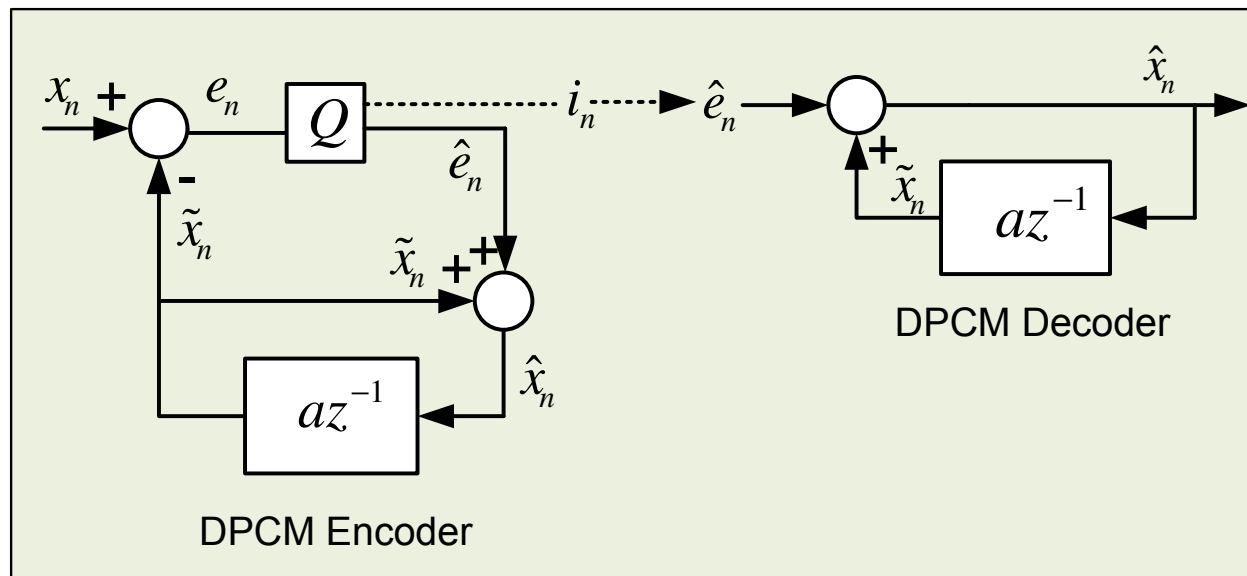 x_n + e_n Q i_n ê_n x̂_n
-
x̃_n
ê_n
x̃_n + +
x̂_n
az^{-1}
DPCM Encoder
+
x̃_n
az^{-1}
DPCM Decoder